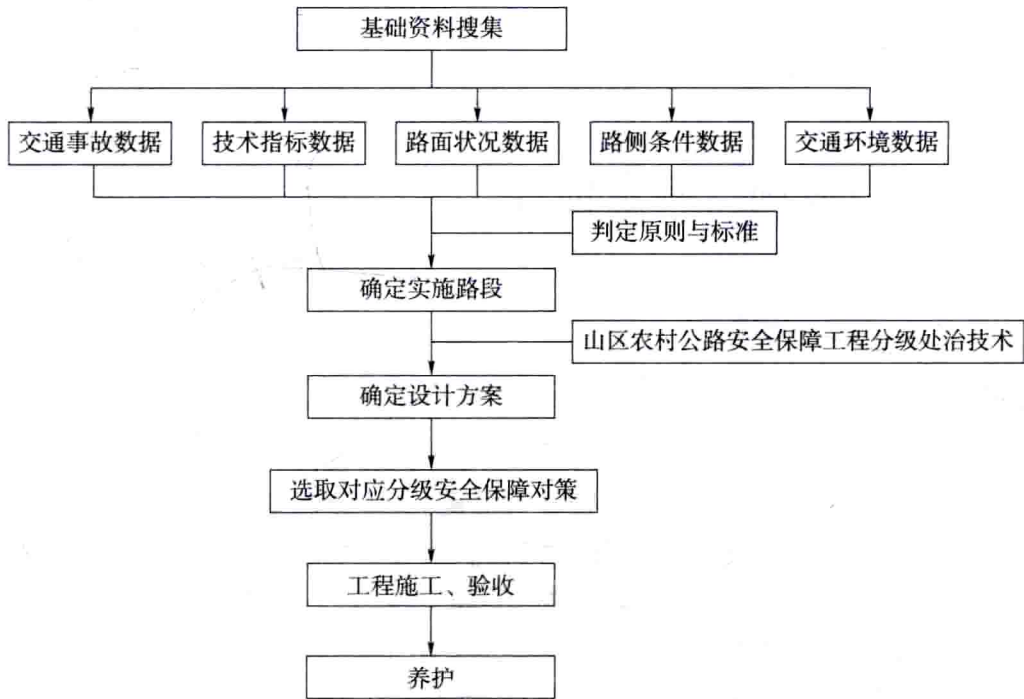 基础资料搜集
交通事故数据
技术指标数据
路面状况数据
路侧条件数据
交通环境数据
判定原则与标准
确定实施路段
山区农村公路安全保障工程分级处治技术
确定设计方案
选取对应分级安全保障对策
工程施工、验收
养护